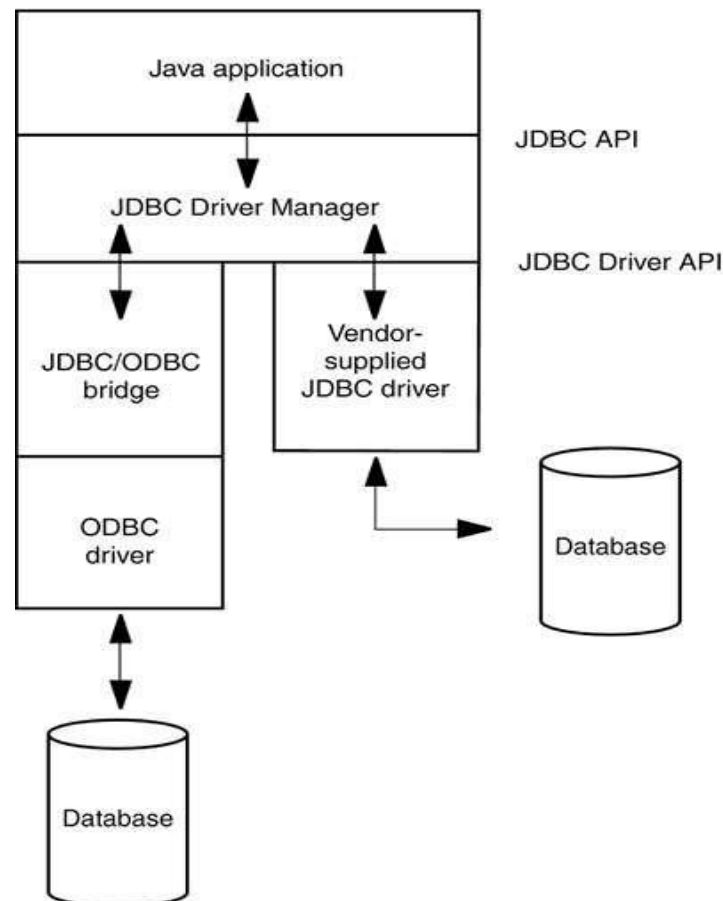 Java application
JDBC API
JDBC Driver Manager
JDBC Driver API
JDBC/ODBC
bridge
Vendor-
supplied
JDBC driver
ODBC
driver
Database
Database